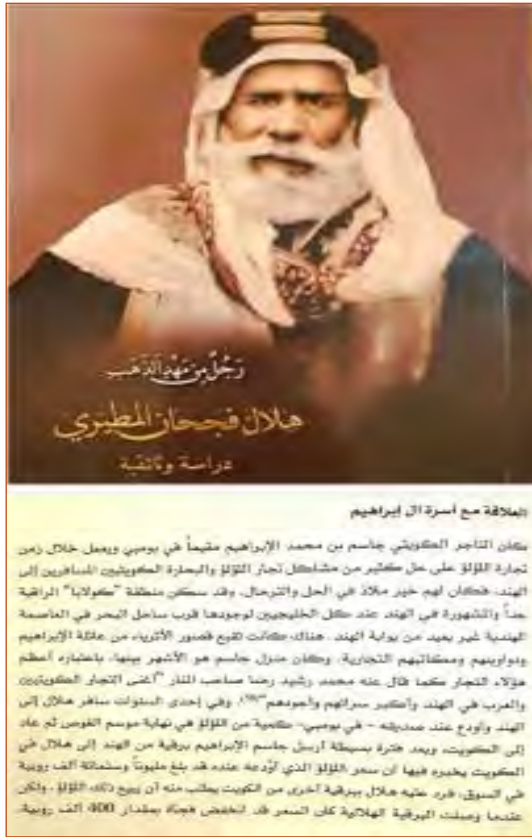 رجل من مهد الذهب
هلال فجحان المطيري
دراسة وثائقية
العلاقة مع أسرة آل إبراهيم
كان التاجر الكويتي جاسم بن محمد الإبراهيم مقيماً في بومبي ويعمل خلال زمن
تجارة اللؤلؤ على حل كثير من مشاكل تجار اللؤلؤ والبحارة الكويتيين المسافرين إلى
الهند، فكان لهم خير ملاذ في الحل والترحال. وقد سكن منطقة "كولابا" الراقية
جداً والمشهورة في الهند عند كل الخليجيين لوجودها قرب ساحل البحر في العاصمة
الهندية غير بعيد من بوابة الهند. هناك كانت تقبع قصور الأثرياء من عائلة الإبراهيم
ودواوينهم ومكاتبهم التجارية. وكان منزل جاسم هو الأشهر بينها، باعتباره أعظم
هؤلاء التجار كما قال عنه محمد رشيد رضا صاحب المنار "أغنى التجار الكويتيين
والعرب في الهند وأكبر سراتهم وأجودهم". وفي إحدى السنوات سافر هلال إلى
الهند وأودع عند صديقه - في بومبي- كمية من اللؤلؤ في نهاية موسم الغوص ثم عاد
إلى الكويت، وبعد فترة بسيطة أرسل جاسم الإبراهيم برقية من الهند إلى هلال في
الكويت يخبره فيها أن سعر اللؤلؤ الذي أودعه عنده قد بلغ مليوناً وستمائة ألف روبية
في السوق، فرد عليه هلال ببرقية أخرى من الكويت يطلب منه أن يبيع ذلك اللؤلؤ، ولكن
عندما وصلت البرقية الهلالية كان السعر قد انخفض فجأة بمقدار 400 ألف روبية.